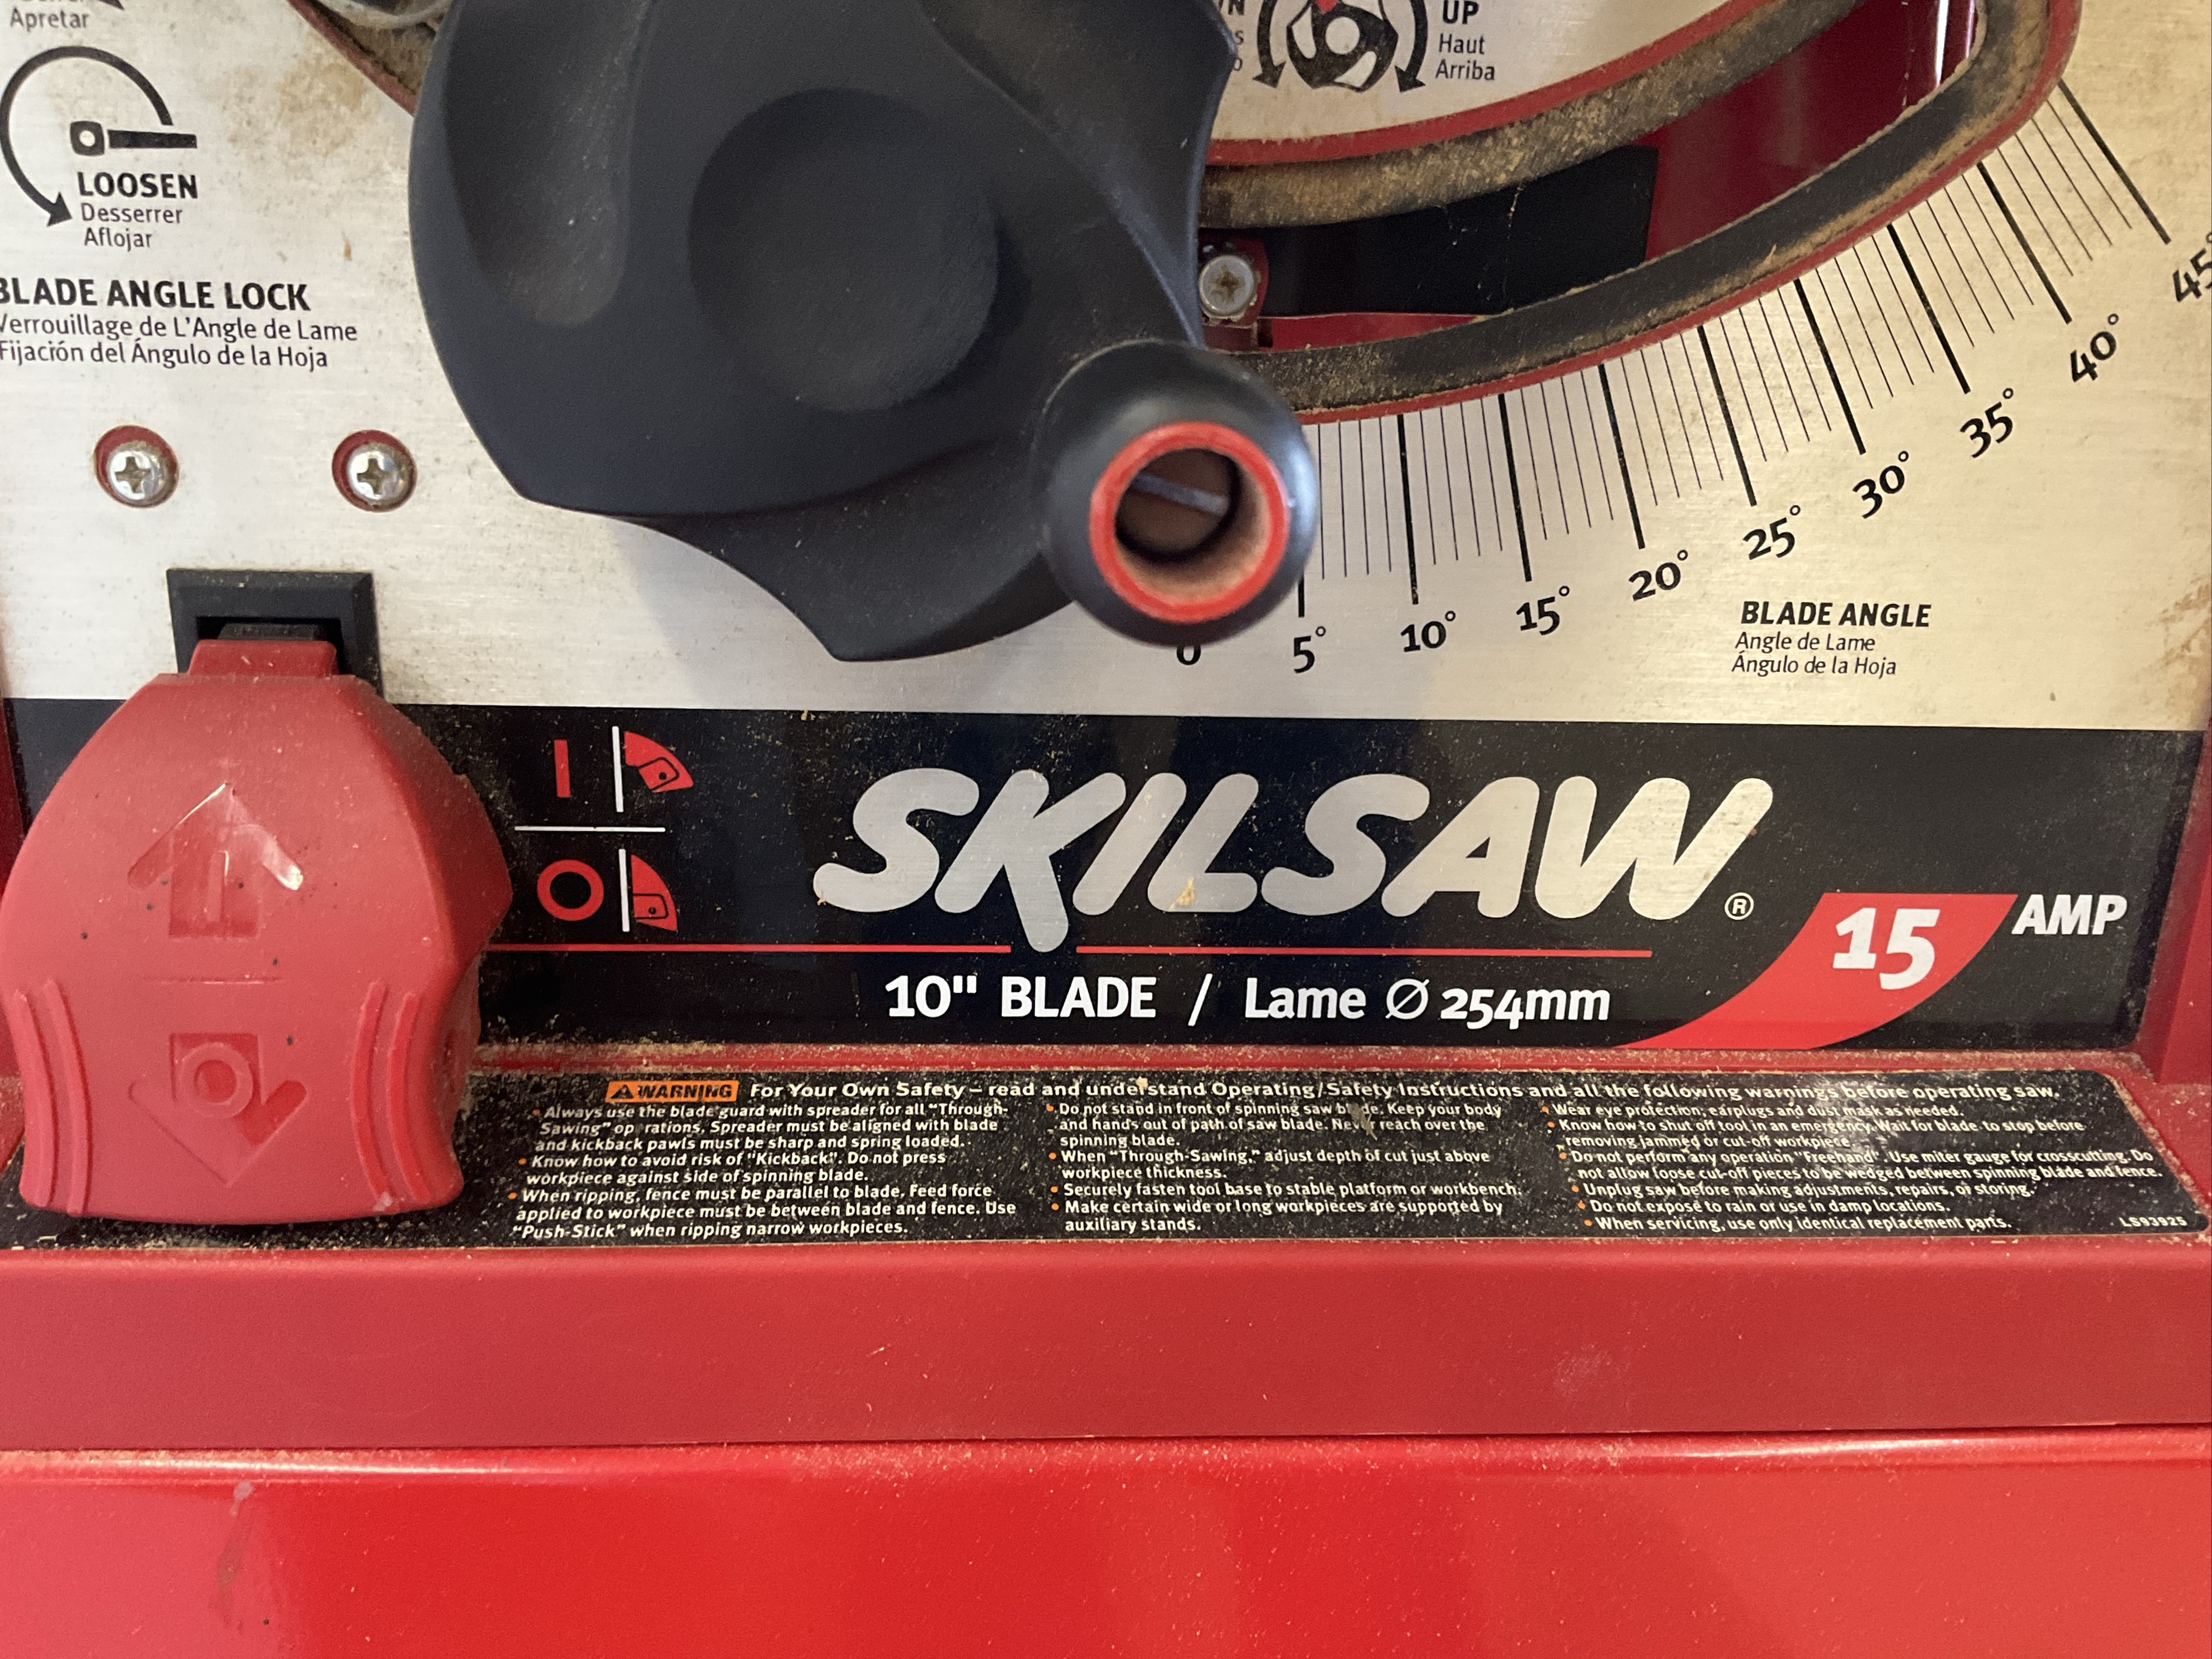 Apretar
UP
Haut
Arriba
LOOSEN
Desserrer
Aflojar
BLADE ANGLE LOCK
Verrouillage de L'Angle de Lame
Fijación del Ángulo de la Hoja
0
5°
10°
15°
20°
25°
30°
35°
40°
45°
BLADE ANGLE
Angle de Lame
Ángulo de la Hoja
SKILSAW®
15 AMP
10" BLADE / Lame Ø 254mm
WARNING For Your Own Safety – read and understand Operating/Safety Instructions and all the following warnings before operating saw.
• Always use the blade guard with spreader for all "Through-
Sawing" op rations. Spreader must be aligned with blade
and kickback pawls must be sharp and spring loaded.
• Know how to avoid risk of "Kickback". Do not press
workpiece against side of spinning blade.
• When ripping, fence must be parallel to blade. Feed force
applied to workpiece must be between blade and fence. Use
"Push-Stick" when ripping narrow workpieces.
• Do not stand in front of spinning saw blade. Keep your body
and hands out of path of saw blade. Never reach over the
spinning blade.
• When "Through-Sawing," adjust depth of cut just above
workpiece thickness.
• Securely fasten tool base to stable platform or workbench.
• Make certain wide or long workpieces are supported by
auxiliary stands.
• Wear eye protection, earplugs and dust mask as needed.
• Know how to shut off tool in an emergency. Wait for blade to stop before
removing jammed or cut-off workpiece.
• Do not perform any operation "Freehand". Use miter gauge for crosscutting. Do
not allow loose cut-off pieces to be wedged between spinning blade and fence.
• Unplug saw before making adjustments, repairs, or storing.
• Do not expose to rain or use in damp locations.
• When servicing, use only identical replacement parts.
LS93925